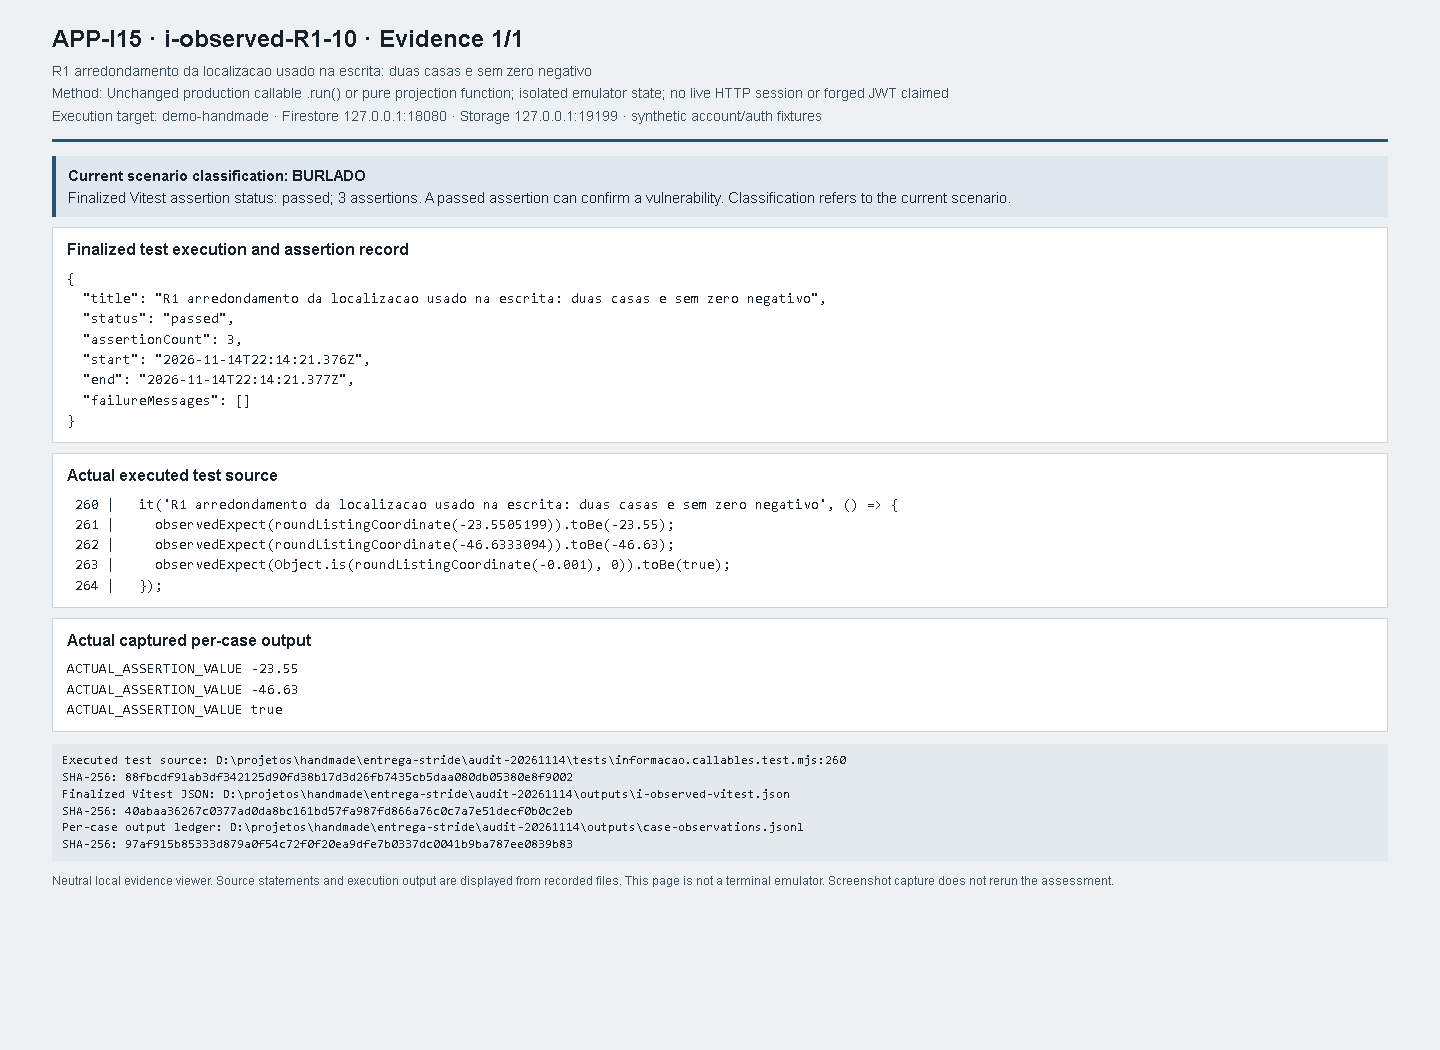 APP-I15 · i-observed-R1-10 · Evidence 1/1
R1 arredondamento da localizacao usado na escrita: duas casas e sem zero negativo
Method: Unchanged production callable .run() or pure projection function; isolated emulator state; no live HTTP session or forged JWT claimed
Execution target: demo-handmade · Firestore 127.0.0.1:18080 · Storage 127.0.0.1:19199 · synthetic account/auth fixtures
Current scenario classification: BURLADO
Finalized Vitest assertion status: passed; 3 assertions. A passed assertion can confirm a vulnerability. Classification refers to the current scenario.
Finalized test execution and assertion record
{
  "title": "R1 arredondamento da localizacao usado na escrita: duas casas e sem zero negativo",
  "status": "passed",
  "assertionCount": 3,
  "start": "2026-11-14T22:14:21.376Z",
  "end": "2026-11-14T22:14:21.377Z",
  "failureMessages": []
}
Actual executed test source
260 |   it('R1 arredondamento da localizacao usado na escrita: duas casas e sem zero negativo', () => {
261 |     observedExpect(roundListingCoordinate(-23.5505199)).toBe(-23.55);
262 |     observedExpect(roundListingCoordinate(-46.6333094)).toBe(-46.63);
263 |     observedExpect(Object.is(roundListingCoordinate(-0.001), 0)).toBe(true);
264 |   });
Actual captured per-case output
ACTUAL_ASSERTION_VALUE -23.55
ACTUAL_ASSERTION_VALUE -46.63
ACTUAL_ASSERTION_VALUE true
Executed test source: D:\projetos\handmade\entrega-stride\audit-20261114\tests\informacao.callables.test.mjs:260
SHA-256: 88fbcdf91ab3df342125d90fd38b17d3d26fb7435cb5daa080db05380e8f9002
Finalized Vitest JSON: D:\projetos\handmade\entrega-stride\audit-20261114\outputs\i-observed-vitest.json
SHA-256: 40abaa36267c0377ad0da8bc161bd57fa987fd866a76c0c7a7e51decf0b0c2eb
Per-case output ledger: D:\projetos\handmade\entrega-stride\audit-20261114\outputs\case-observations.jsonl
SHA-256: 97af915b85333d879a0f54c72f0f20ea9dfe7b0337dc0041b9ba787ee0839b83
Neutral local evidence viewer. Source statements and execution output are displayed from recorded files. This page is not a terminal emulator. Screenshot capture does not rerun the assessment.